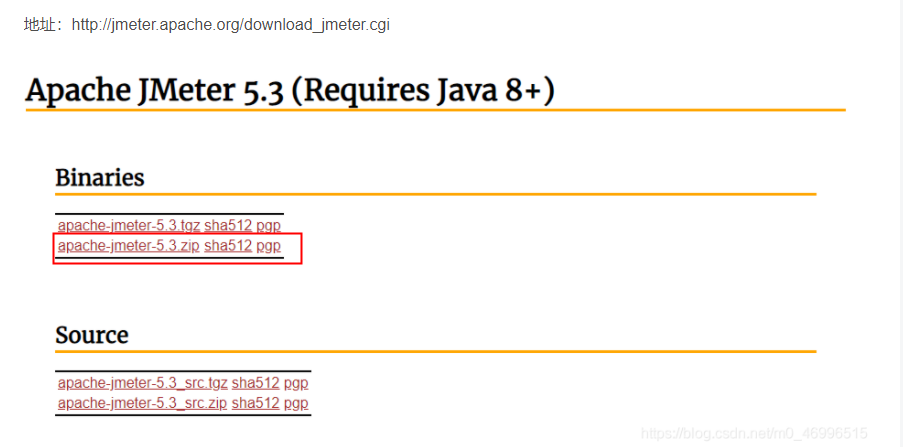 地址：http://jmeter.apache.org/download_jmeter.cgi
Apache JMeter 5.3 (Requires Java 8+)
Binaries
apache-jmeter-5.3.tgz sha512 pgp
apache-jmeter-5.3.zip sha512 pgp
Source
apache-jmeter-5.3_src.tgz sha512 pgp
apache-jmeter-5.3_src.zip sha512 pgp
https://blog.csdn.net/m0_46996515